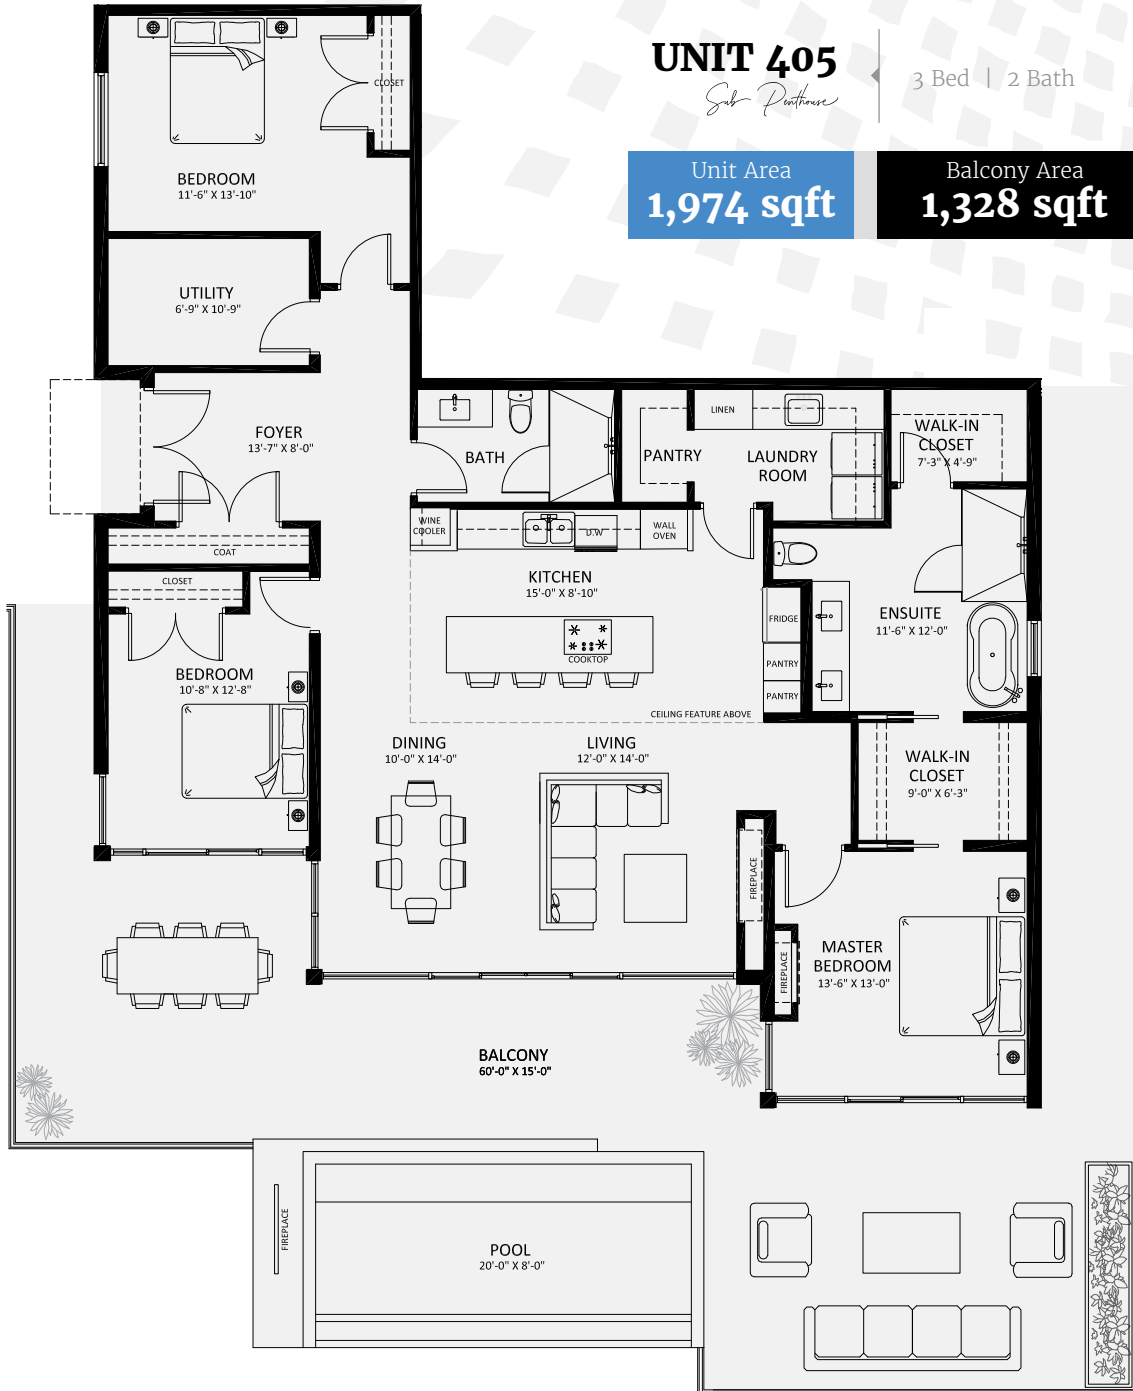 UNIT 405
Sub Penthouse
3 Bed | 2 Bath
Unit Area
1,974 sqft
Balcony Area
1,328 sqft
CLOSET
BEDROOM
11'-6" X 13'-10"
UTILITY
6'-9" X 10'-9"
FOYER
13'-7" X 8'-0"
BATH
PANTRY
LINEN
LAUNDRY
ROOM
WALK-IN
CLOSET
7'-3" X 4'-9"
COAT
WINE
COOLER
D.W
WALL
OVEN
KITCHEN
15'-0" X 8'-10"
COOKTOP
FRIDGE
PANTRY
PANTRY
CEILING FEATURE ABOVE
ENSUITE
11'-6" X 12'-0"
CLOSET
BEDROOM
10'-8" X 12'-8"
DINING
10'-0" X 14'-0"
LIVING
12'-0" X 14'-0"
WALK-IN
CLOSET
9'-0" X 6'-3"
FIREPLACE
FIREPLACE
MASTER
BEDROOM
13'-6" X 13'-0"
BALCONY
60'-0" X 15'-0"
FIREPLACE
POOL
20'-0" X 8'-0"